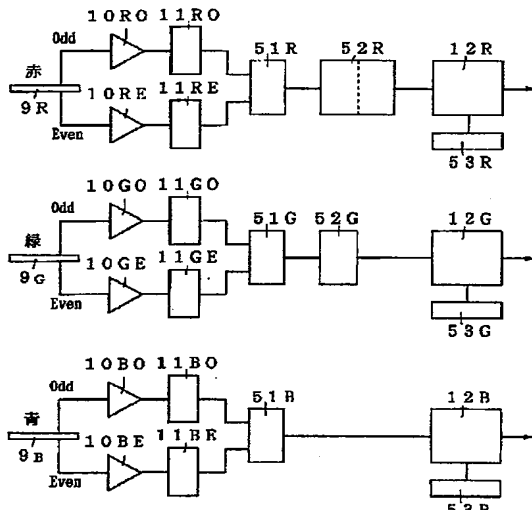 10RO 11RO
Odd
51R 52R 12R
赤
10RE 11RE
9R
Even
53R
10GO 11GO
Odd
51G 52G 12G
緑
10GE 11GE
9G
Even
53G
10BO 11BO
Odd
51B 12B
青
10BE 11BE
9B
Even
53B